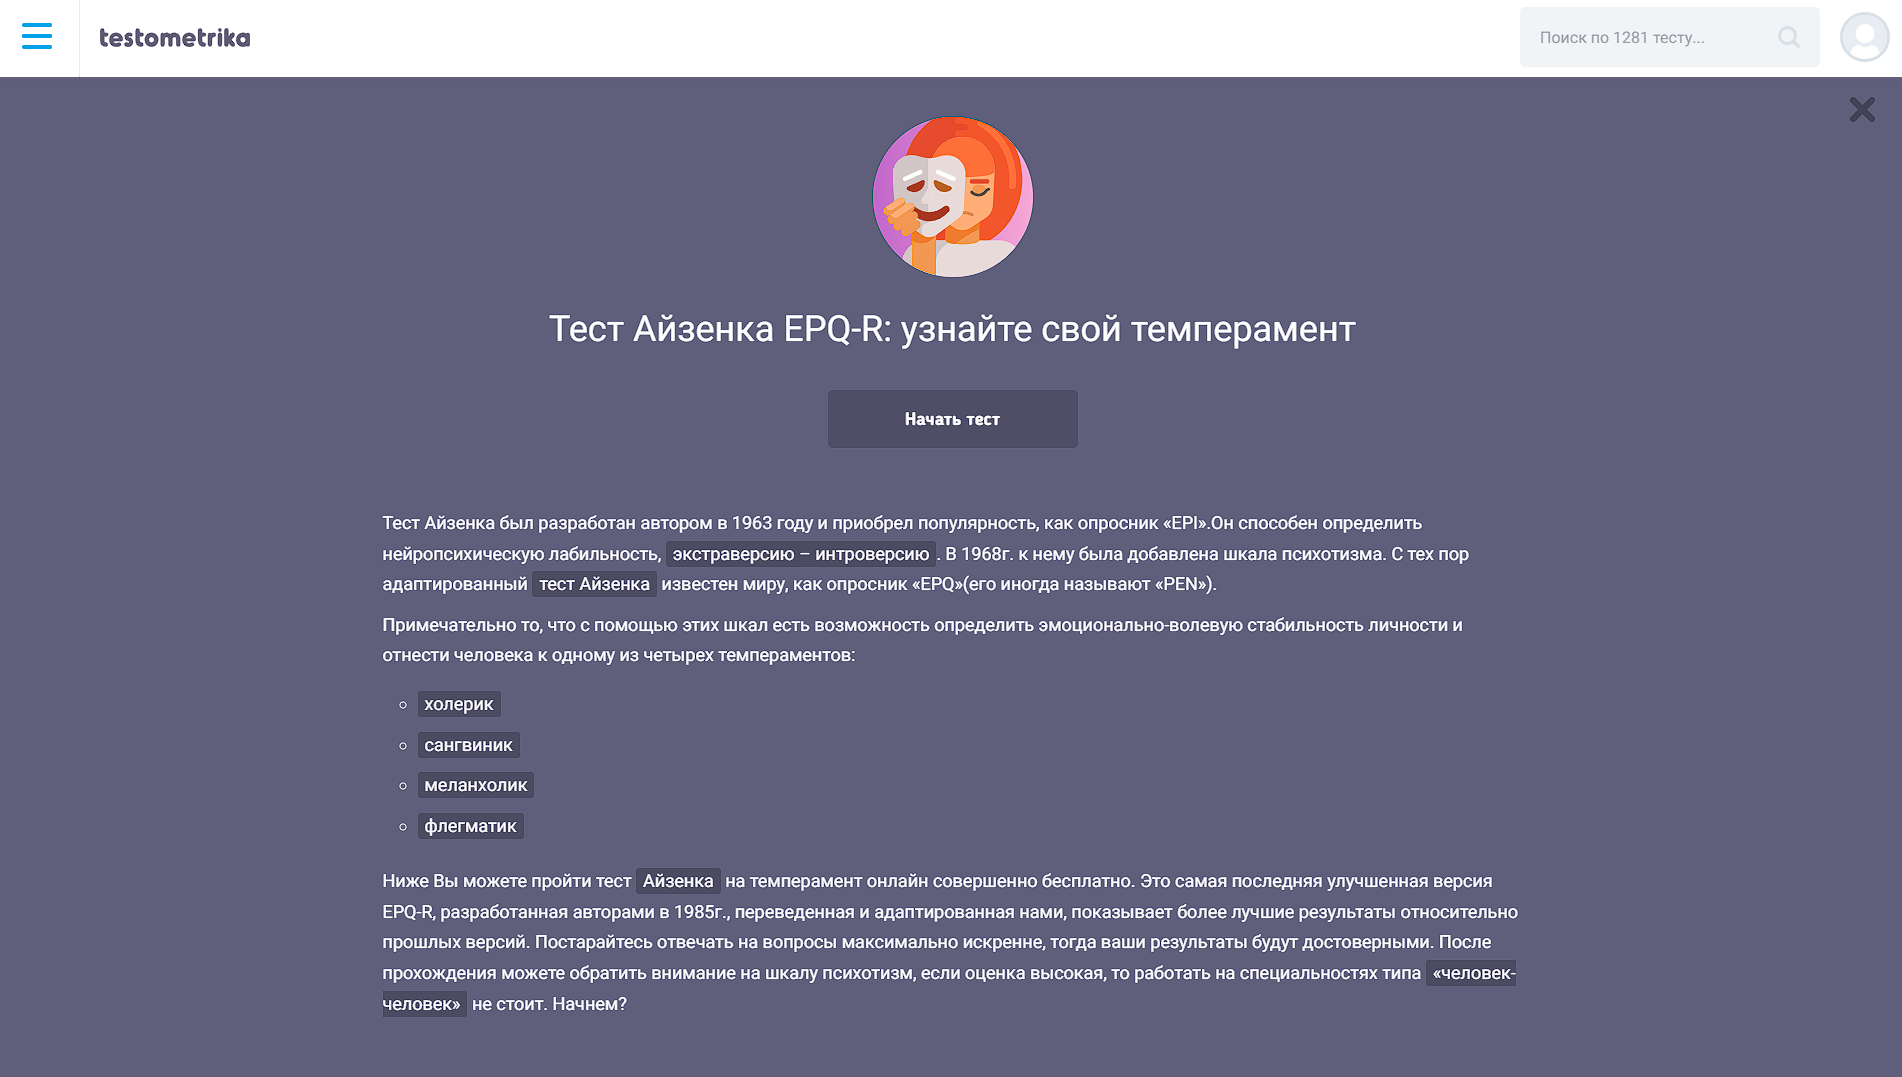 testometrika
Поиск по 1281 тесту...
Тест Айзенка EPQ-R: узнайте свой темперамент
Начать тест
Тест Айзенка был разработан автором в 1963 году и приобрел популярность, как опросник «EPI».Он способен определить
нейропсихическую лабильность, экстраверсию – интроверсию . В 1968г. к нему была добавлена шкала психотизма. С тех пор
адаптированный тест Айзенка известен миру, как опросник «EPQ»(его иногда называют «PEN»).
Примечательно то, что с помощью этих шкал есть возможность определить эмоционально-волевую стабильность личности и
отнести человека к одному из четырех темпераментов:
холерик
сангвиник
меланхолик
флегматик
Ниже Вы можете пройти тест Айзенка на темперамент онлайн совершенно бесплатно. Это самая последняя улучшенная версия
EPQ-R, разработанная авторами в 1985г., переведенная и адаптированная нами, показывает более лучшие результаты относительно
прошлых версий. Постарайтесь отвечать на вопросы максимально искренне, тогда ваши результаты будут достоверными. После
прохождения можете обратить внимание на шкалу психотизм, если оценка высокая, то работать на специальностях типа «человек-
человек» не стоит. Начнем?